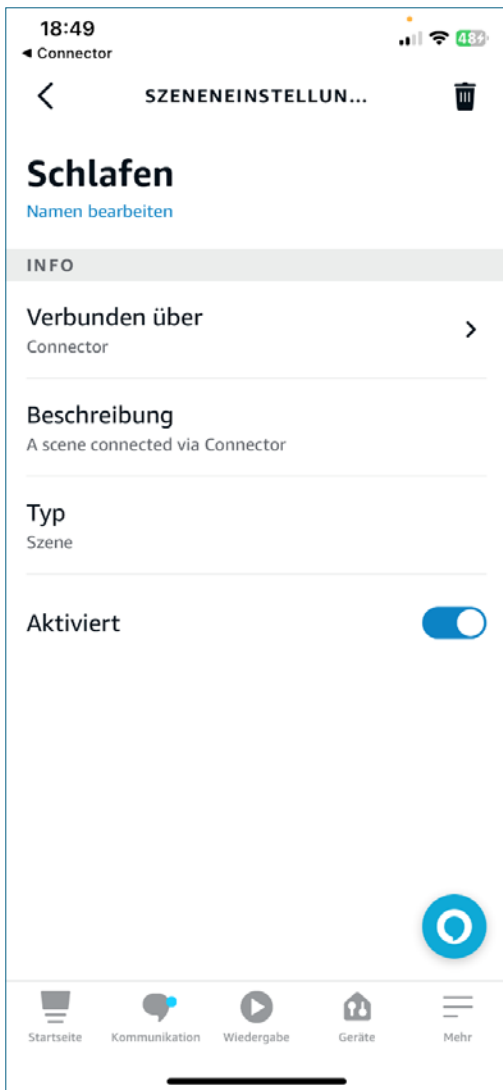 18:49
48
◀ Connector
SZENENEINSTELLUN...
Schlafen
Namen bearbeiten
INFO
Verbunden über
Connector
Beschreibung
A scene connected via Connector
Typ
Szene
Aktiviert
Startseite Kommunikation Wiedergabe Geräte Mehr